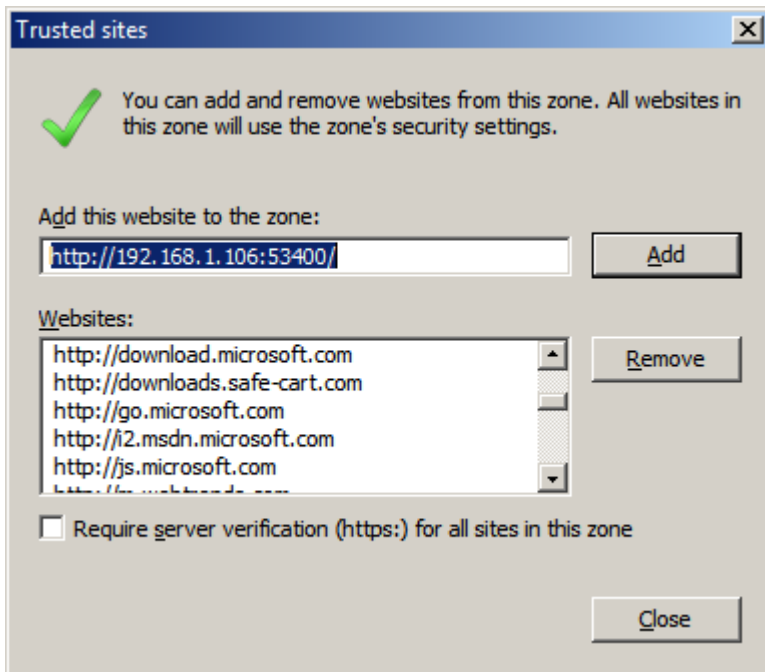 Trusted sites
You can add and remove websites from this zone. All websites in
this zone will use the zone's security settings.
Add this website to the zone:
http://192.168.1.106:53400/
Add
Websites:
http://download.microsoft.com
http://downloads.safe-cart.com
http://go.microsoft.com
http://i2.msdn.microsoft.com
http://js.microsoft.com
Remove
Require server verification (https:) for all sites in this zone
Close